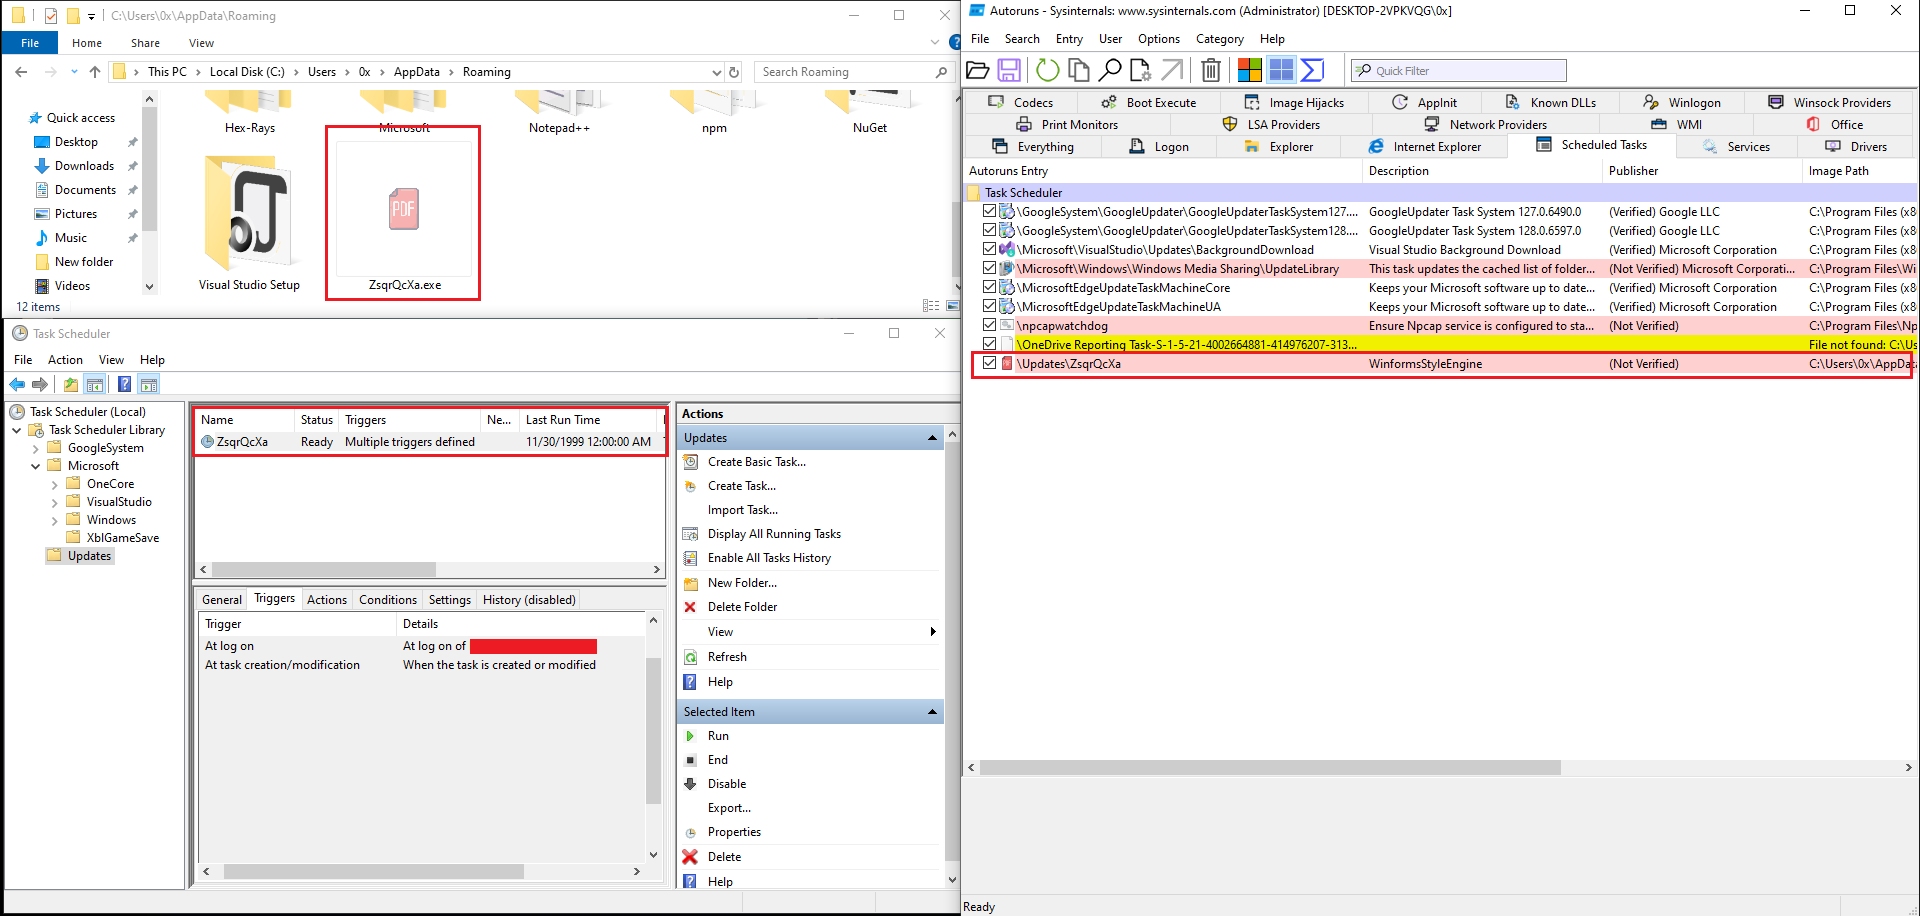 C:\Users\0x\AppData\Roaming
File Home Share View
This PC Local Disk (C:) Users 0x AppData Roaming
Search Roaming
Quick access
Desktop
Downloads
Documents
Pictures
Music
New folder
Videos
Hex-Rays Microsoft Notepad++ npm NuGet
PDF
Visual Studio Setup ZsqrQcXa.exe
12 items
Task Scheduler
File Action View Help
Task Scheduler (Local)
Task Scheduler Library
GoogleSystem
Microsoft
OneCore
VisualStudio
Windows
XblGameSave
Updates
Name Status Triggers Ne... Last Run Time
ZsqrQcXa Ready Multiple triggers defined 11/30/1999 12:00:00 AM
General Triggers Actions Conditions Settings History (disabled)
Trigger Details
At log on At log on of
At task creation/modification When the task is created or modified
Actions
Updates
Create Basic Task...
Create Task...
Import Task...
Display All Running Tasks
Enable All Tasks History
New Folder...
Delete Folder
View
Refresh
Help
Selected Item
Run
End
Disable
Export...
Properties
Delete
Help
Autoruns - Sysinternals: www.sysinternals.com (Administrator) [DESKTOP-2VPKVQG\0x]
File Search Entry User Options Category Help
Quick Filter
Codecs Boot Execute Image Hijacks AppInit Known DLLs Winlogon Winsock Providers
Print Monitors LSA Providers Network Providers WMI Office
Everything Logon Explorer Internet Explorer Scheduled Tasks Services Drivers
Autoruns Entry Description Publisher Image Path
Task Scheduler
\GoogleSystem\GoogleUpdater\GoogleUpdaterTaskSystem127.... GoogleUpdater Task System 127.0.6490.0 (Verified) Google LLC C:\Program Files (x8
\GoogleSystem\GoogleUpdater\GoogleUpdaterTaskSystem128.... GoogleUpdater Task System 128.0.6597.0 (Verified) Google LLC C:\Program Files (x8
\Microsoft\VisualStudio\Updates\BackgroundDownload Visual Studio Background Download (Verified) Microsoft Corporation C:\Program Files (x8
\Microsoft\Windows\Windows Media Sharing\UpdateLibrary This task updates the cached list of folder... (Not Verified) Microsoft Corporati... C:\Program Files\Wi
\MicrosoftEdgeUpdateTaskMachineCore Keeps your Microsoft software up to date... (Verified) Microsoft Corporation C:\Program Files (x8
\MicrosoftEdgeUpdateTaskMachineUA Keeps your Microsoft software up to date... (Verified) Microsoft Corporation C:\Program Files (x8
\npcapwatchdog Ensure Npcap service is configured to sta... (Not Verified) C:\Program Files\Np
\OneDrive Reporting Task-S-1-5-21-4002664881-414976207-313... File not found: C:\Us
\Updates\ZsqrQcXa WinformsStyleEngine (Not Verified) C:\Users\0x\AppData
Ready